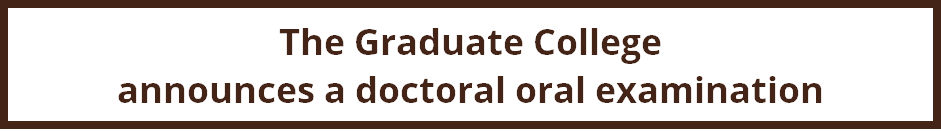 The Graduate College
announces a doctoral oral examination